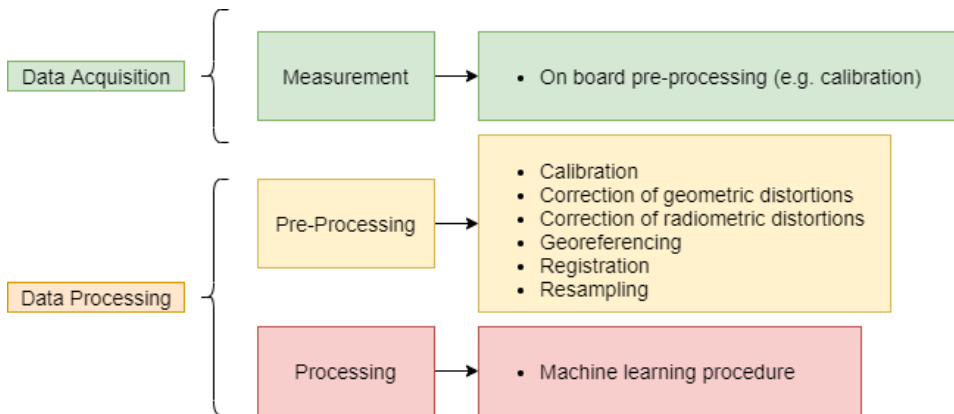 Data Acquisition
Measurement
• On board pre-processing (e.g. calibration)
Data Processing
Pre-Processing
• Calibration
• Correction of geometric distortions
• Correction of radiometric distortions
• Georeferencing
• Registration
• Resampling
Processing
• Machine learning procedure